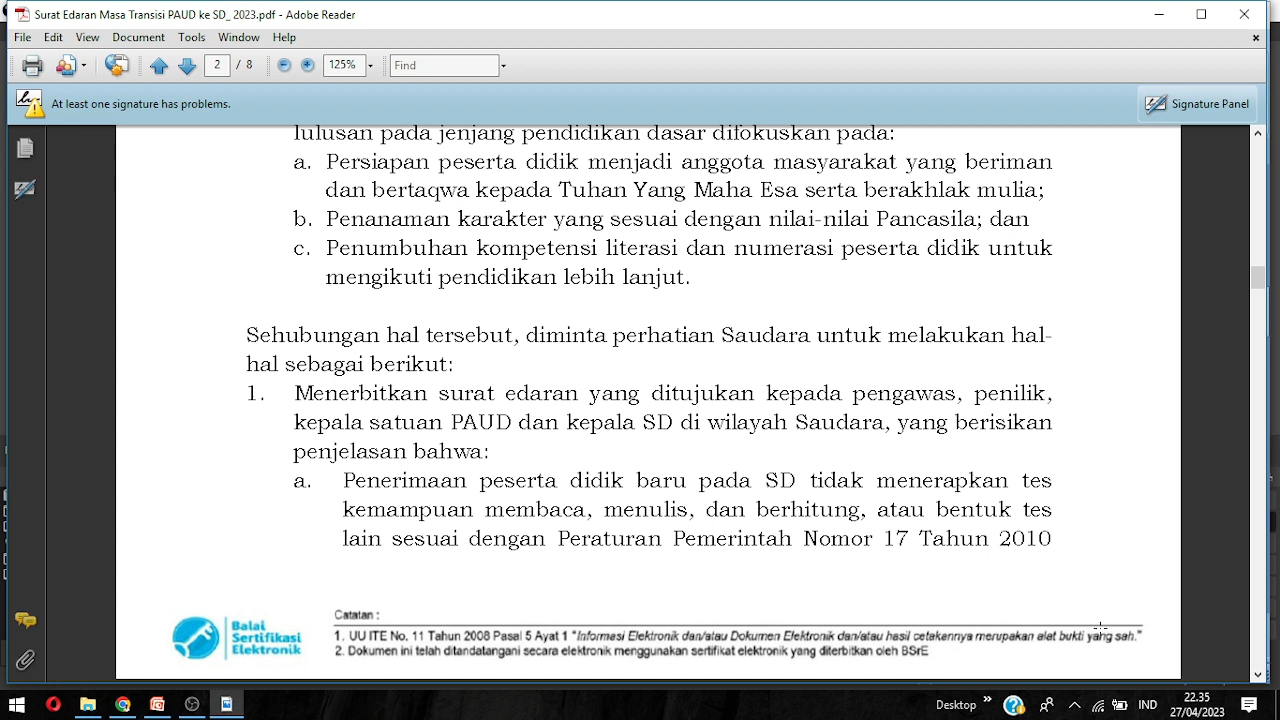 Surat Edaran Masa Transisi PAUD ke SD_ 2023.pdf - Adobe Reader
File Edit View Document Tools Window Help
2 / 8 125% Find
At least one signature has problems.
Signature Panel
lulusan pada jenjang pendidikan dasar difokuskan pada:
a. Persiapan peserta didik menjadi anggota masyarakat yang beriman
dan bertaqwa kepada Tuhan Yang Maha Esa serta berakhlak mulia;
b. Penanaman karakter yang sesuai dengan nilai-nilai Pancasila; dan
c. Penumbuhan kompetensi literasi dan numerasi peserta didik untuk
mengikuti pendidikan lebih lanjut.
Sehubungan hal tersebut, diminta perhatian Saudara untuk melakukan hal-
hal sebagai berikut:
1. Menerbitkan surat edaran yang ditujukan kepada pengawas, penilik,
kepala satuan PAUD dan kepala SD di wilayah Saudara, yang berisikan
penjelasan bahwa:
a. Penerimaan peserta didik baru pada SD tidak menerapkan tes
kemampuan membaca, menulis, dan berhitung, atau bentuk tes
lain sesuai dengan Peraturan Pemerintah Nomor 17 Tahun 2010
Balai
Sertifikasi
Elektronik
Catatan :
1. UU ITE No. 11 Tahun 2008 Pasal 5 Ayat 1 "Informasi Elektronik dan/atau Dokumen Elektronik dan/atau hasil cetakannya merupakan alat bukti yang sah."
2. Dokumen ini telah ditandatangani secara elektronik menggunakan sertifikat elektronik yang diterbitkan oleh BSrE
Desktop IND
22.35
27/04/2023